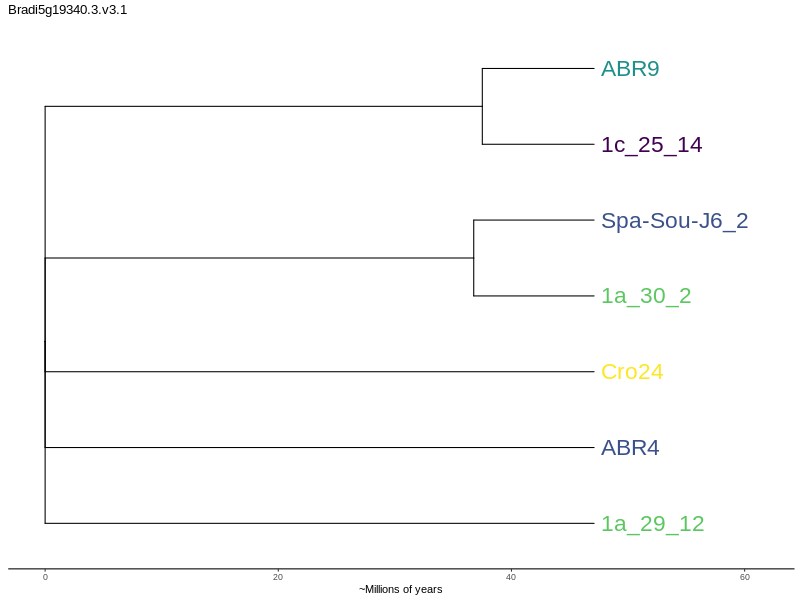 Bradi5g19340.3.v3.1
ABR9
1c_25_14
Spa-Sou-J6_2
1a_30_2
Cro24
ABR4
1a_29_12
0 20 40 60
~Millions of years